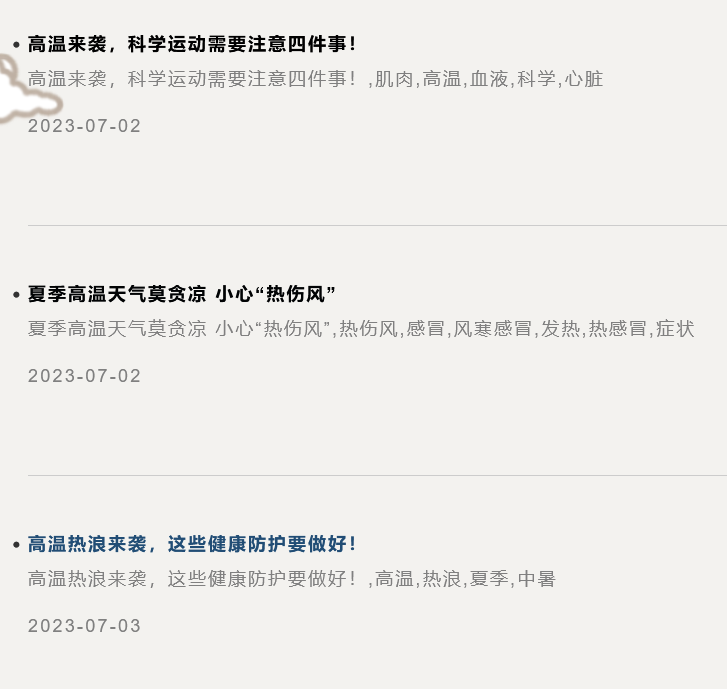 高温来袭，科学运动需要注意四件事！
高温来袭，科学运动需要注意四件事！,肌肉,高温,血液,科学,心脏
2023-07-02
夏季高温天气莫贪凉 小心“热伤风”
夏季高温天气莫贪凉 小心“热伤风”,热伤风,感冒,风寒感冒,发热,热感冒,症状
2023-07-02
高温热浪来袭，这些健康防护要做好！
高温热浪来袭，这些健康防护要做好！,高温,热浪,夏季,中暑
2023-07-03